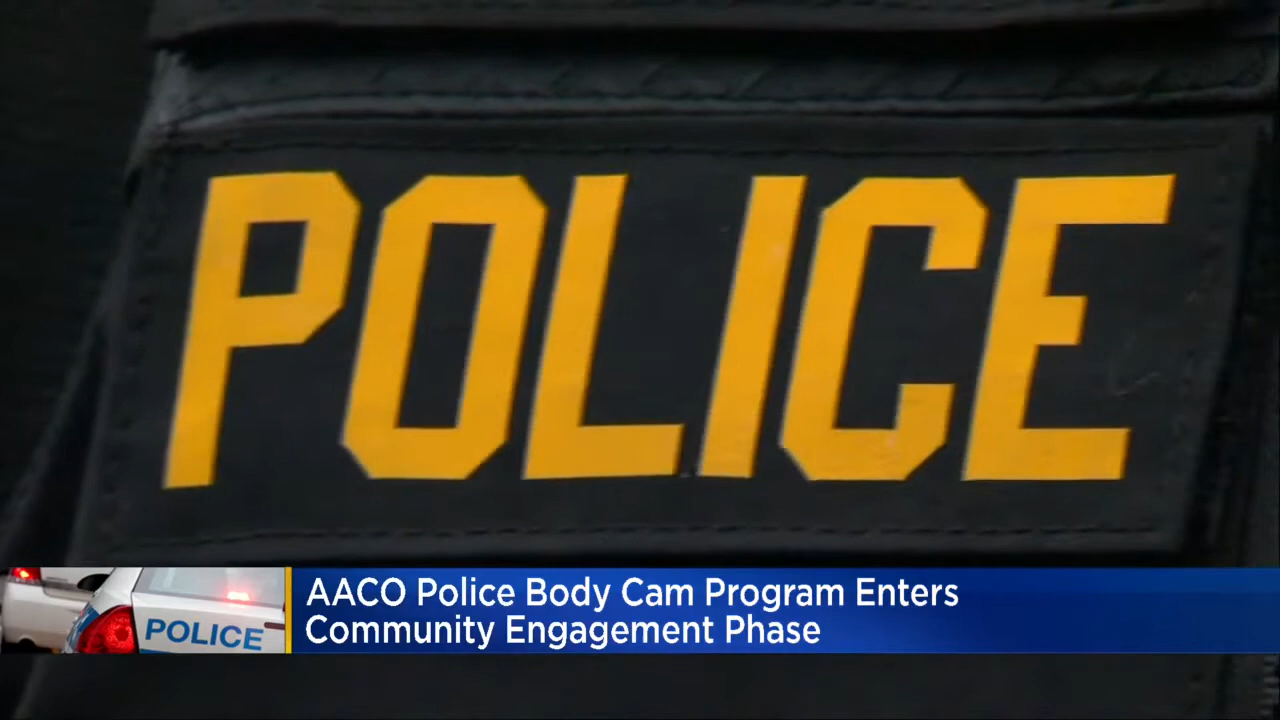 POLICE
POLICE
AACO Police Body Cam Program Enters
Community Engagement Phase